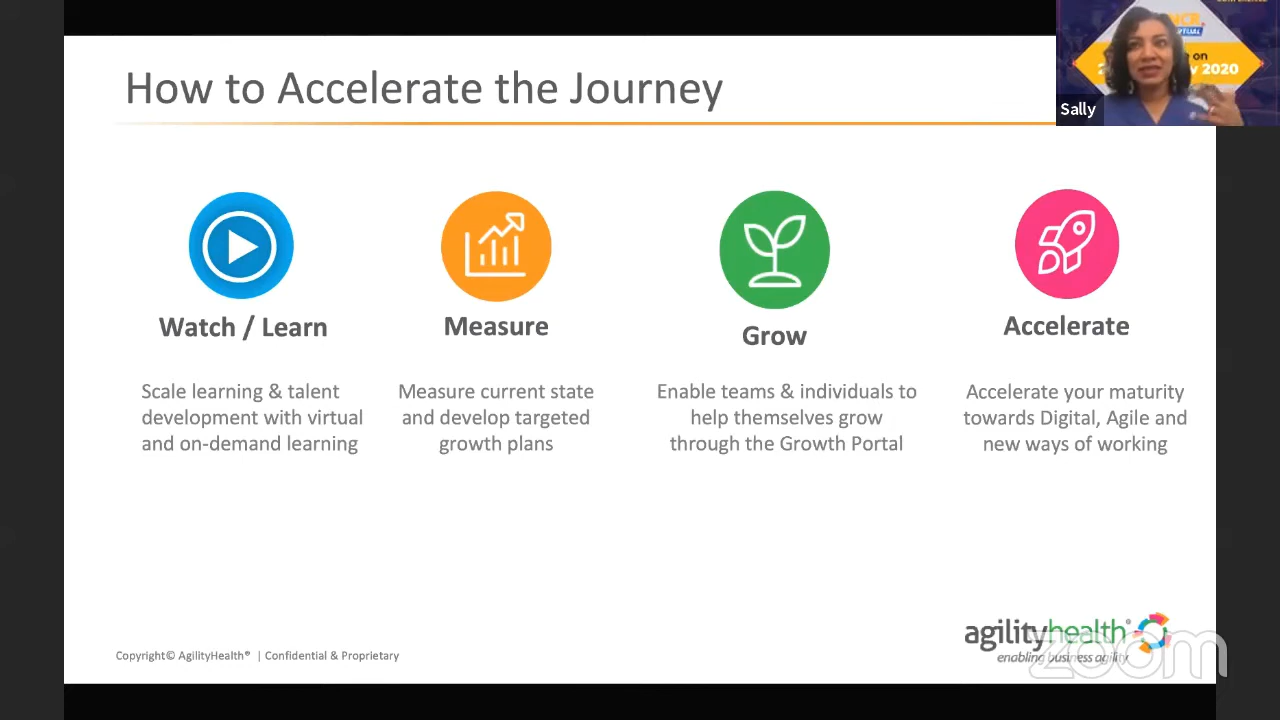 How to Accelerate the Journey
NCR
on
2020
Sally
Watch / Learn
Measure
Grow
Accelerate
Scale learning & talent
development with virtual
and on-demand learning
Measure current state
and develop targeted
growth plans
Enable teams & individuals to
help themselves grow
through the Growth Portal
Accelerate your maturity
towards Digital, Agile and
new ways of working
Copyright© AgilityHealth® | Confidential & Proprietary
agilityhealth®
enabling business agility
zoom